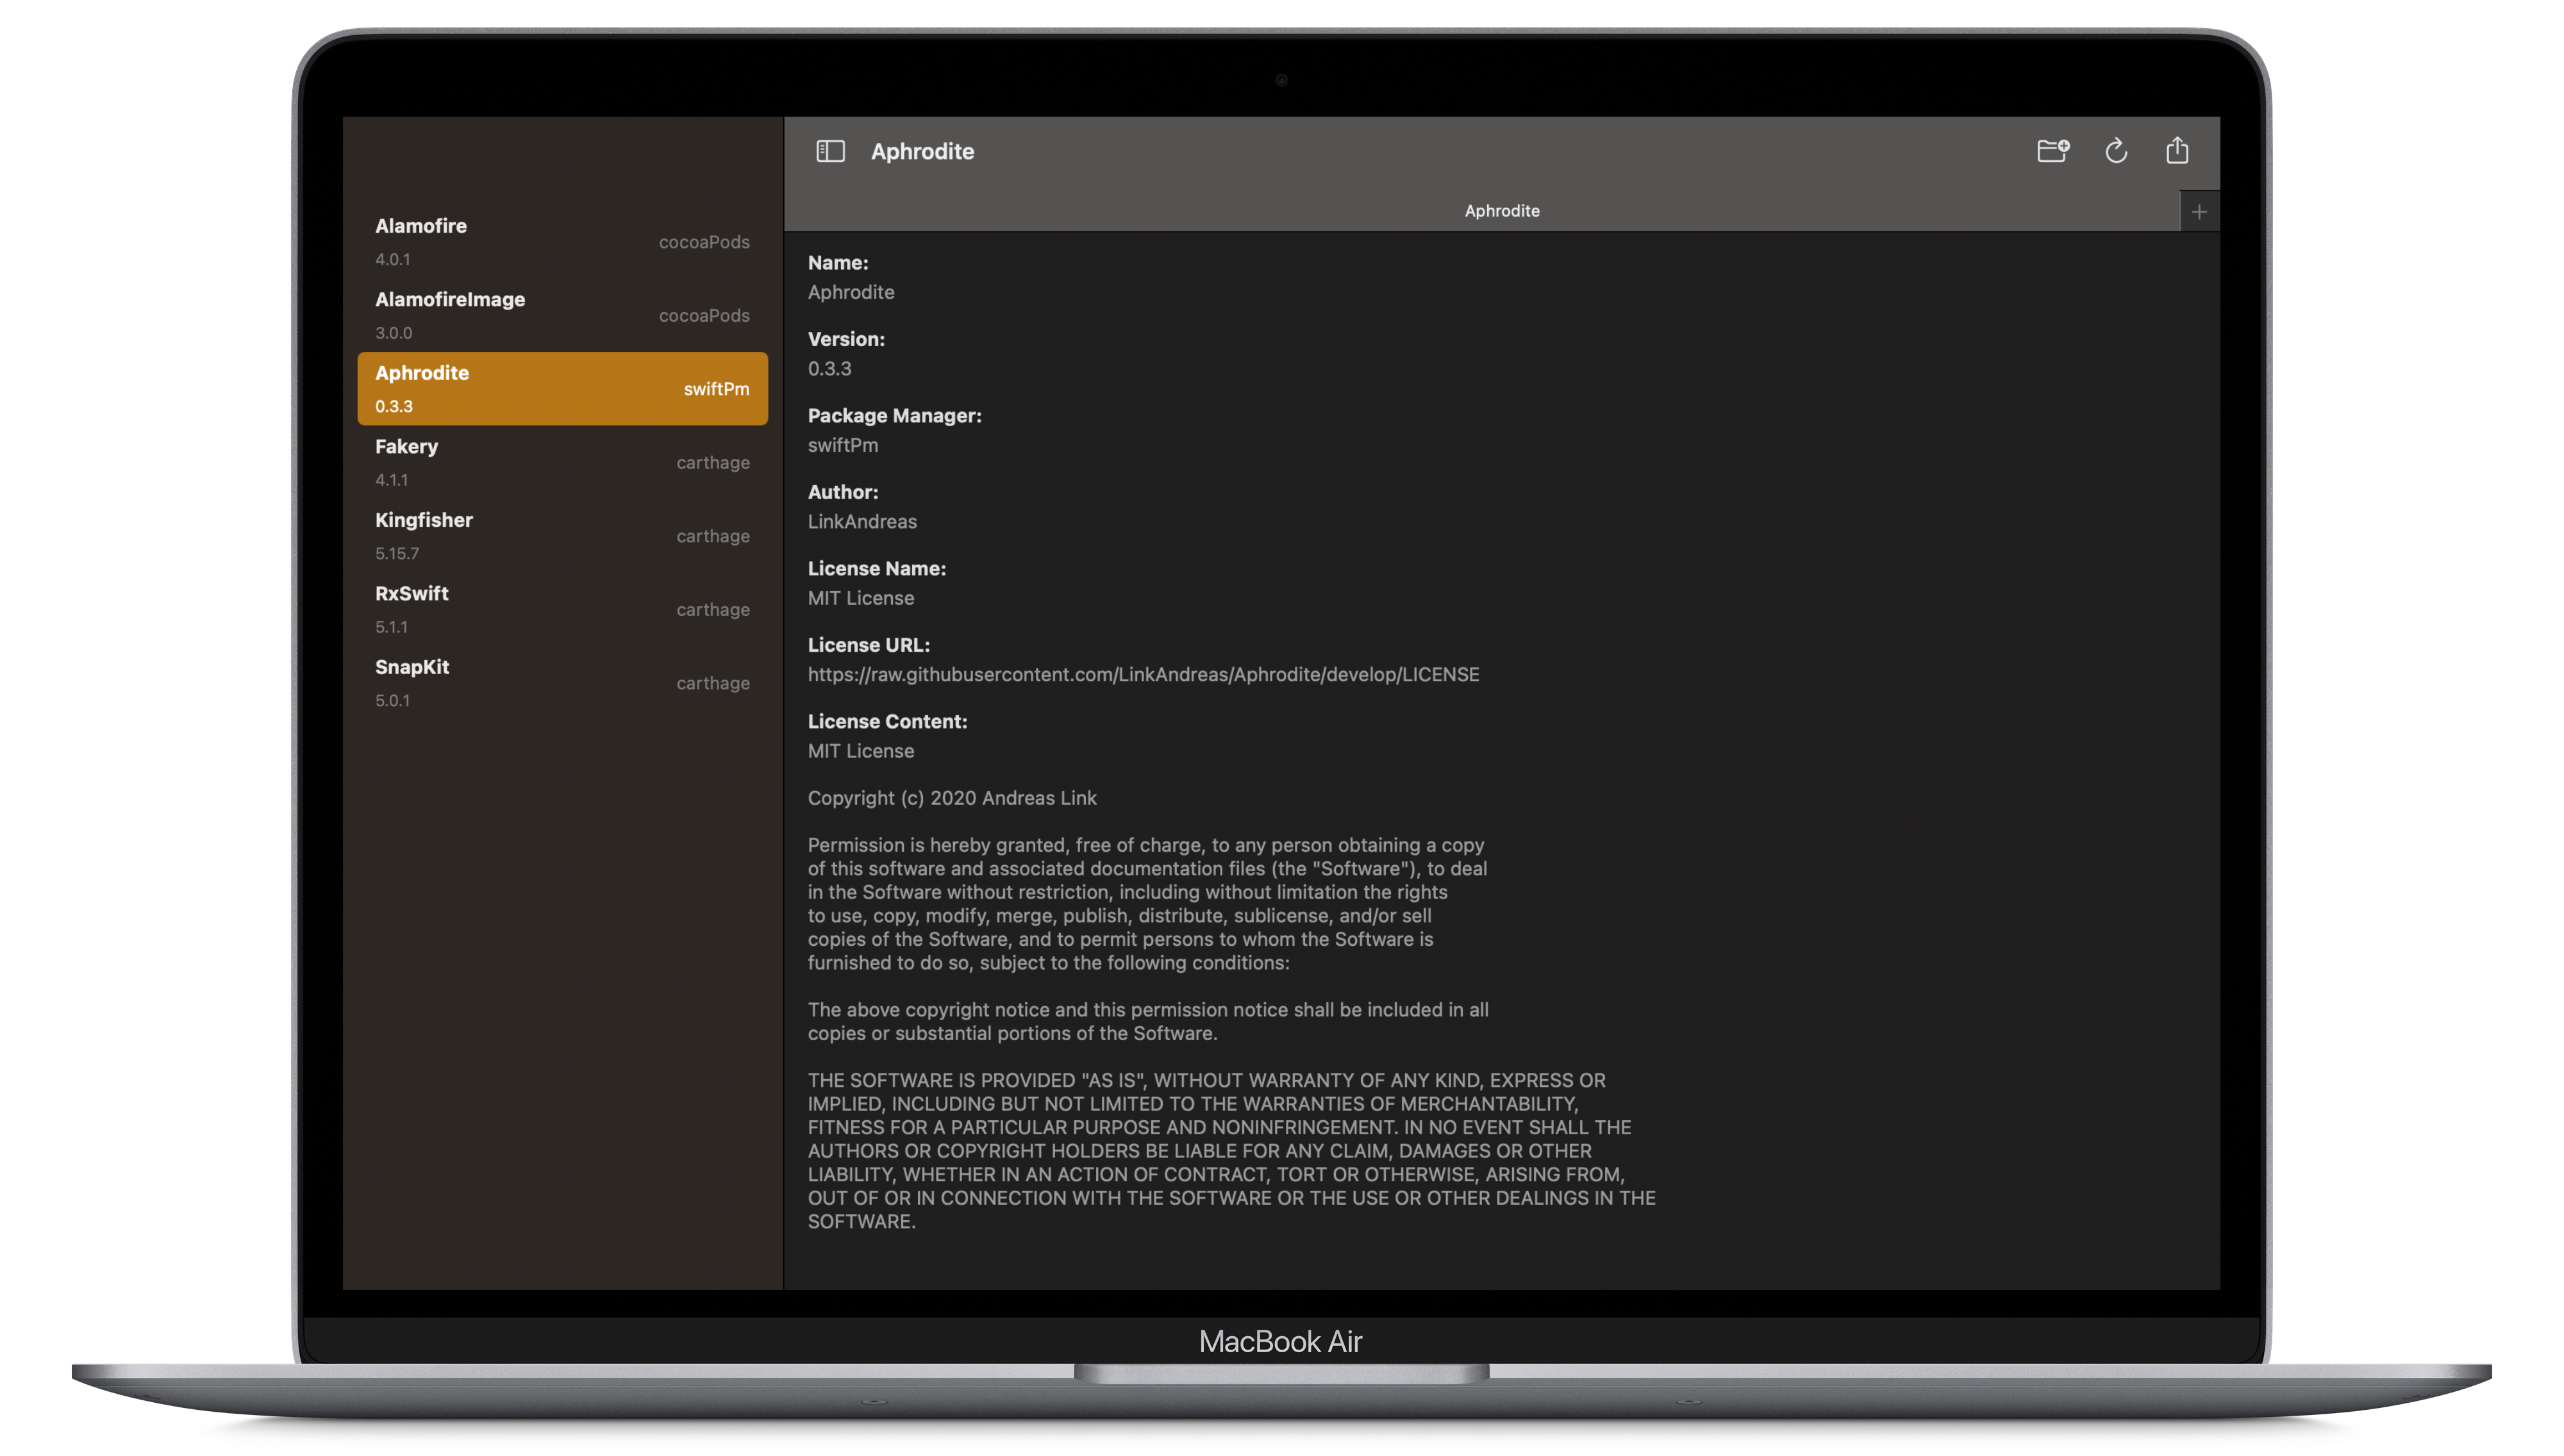 Aphrodite
Aphrodite
Alamofire
cocoaPods
4.0.1
AlamofireImage
cocoaPods
3.0.0
Aphrodite
swiftPm
0.3.3
Fakery
carthage
4.1.1
Kingfisher
carthage
5.15.7
RxSwift
carthage
5.1.1
SnapKit
carthage
5.0.1
Name:
Aphrodite
Version:
0.3.3
Package Manager:
swiftPm
Author:
LinkAndreas
License Name:
MIT License
License URL:
https://raw.githubusercontent.com/LinkAndreas/Aphrodite/develop/LICENSE
License Content:
MIT License
Copyright (c) 2020 Andreas Link
Permission is hereby granted, free of charge, to any person obtaining a copy
of this software and associated documentation files (the "Software"), to deal
in the Software without restriction, including without limitation the rights
to use, copy, modify, merge, publish, distribute, sublicense, and/or sell
copies of the Software, and to permit persons to whom the Software is
furnished to do so, subject to the following conditions:
The above copyright notice and this permission notice shall be included in all
copies or substantial portions of the Software.
THE SOFTWARE IS PROVIDED "AS IS", WITHOUT WARRANTY OF ANY KIND, EXPRESS OR
IMPLIED, INCLUDING BUT NOT LIMITED TO THE WARRANTIES OF MERCHANTABILITY,
FITNESS FOR A PARTICULAR PURPOSE AND NONINFRINGEMENT. IN NO EVENT SHALL THE
AUTHORS OR COPYRIGHT HOLDERS BE LIABLE FOR ANY CLAIM, DAMAGES OR OTHER
LIABILITY, WHETHER IN AN ACTION OF CONTRACT, TORT OR OTHERWISE, ARISING FROM,
OUT OF OR IN CONNECTION WITH THE SOFTWARE OR THE USE OR OTHER DEALINGS IN THE
SOFTWARE.
MacBook Air